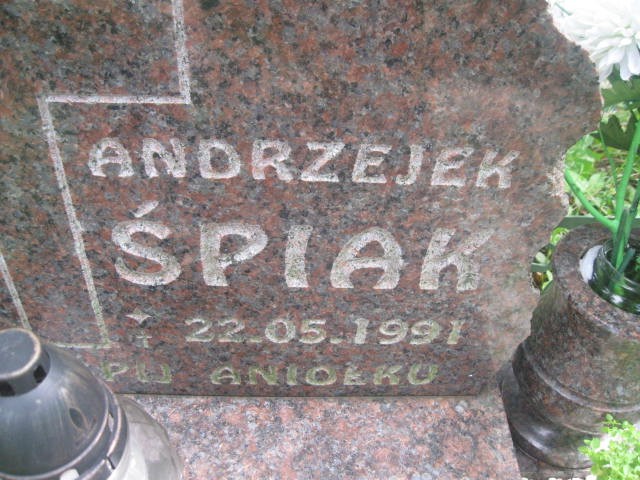 ANDRZEJEK
ŚPIAK
* † 22.05.1991
ANIOŁKU